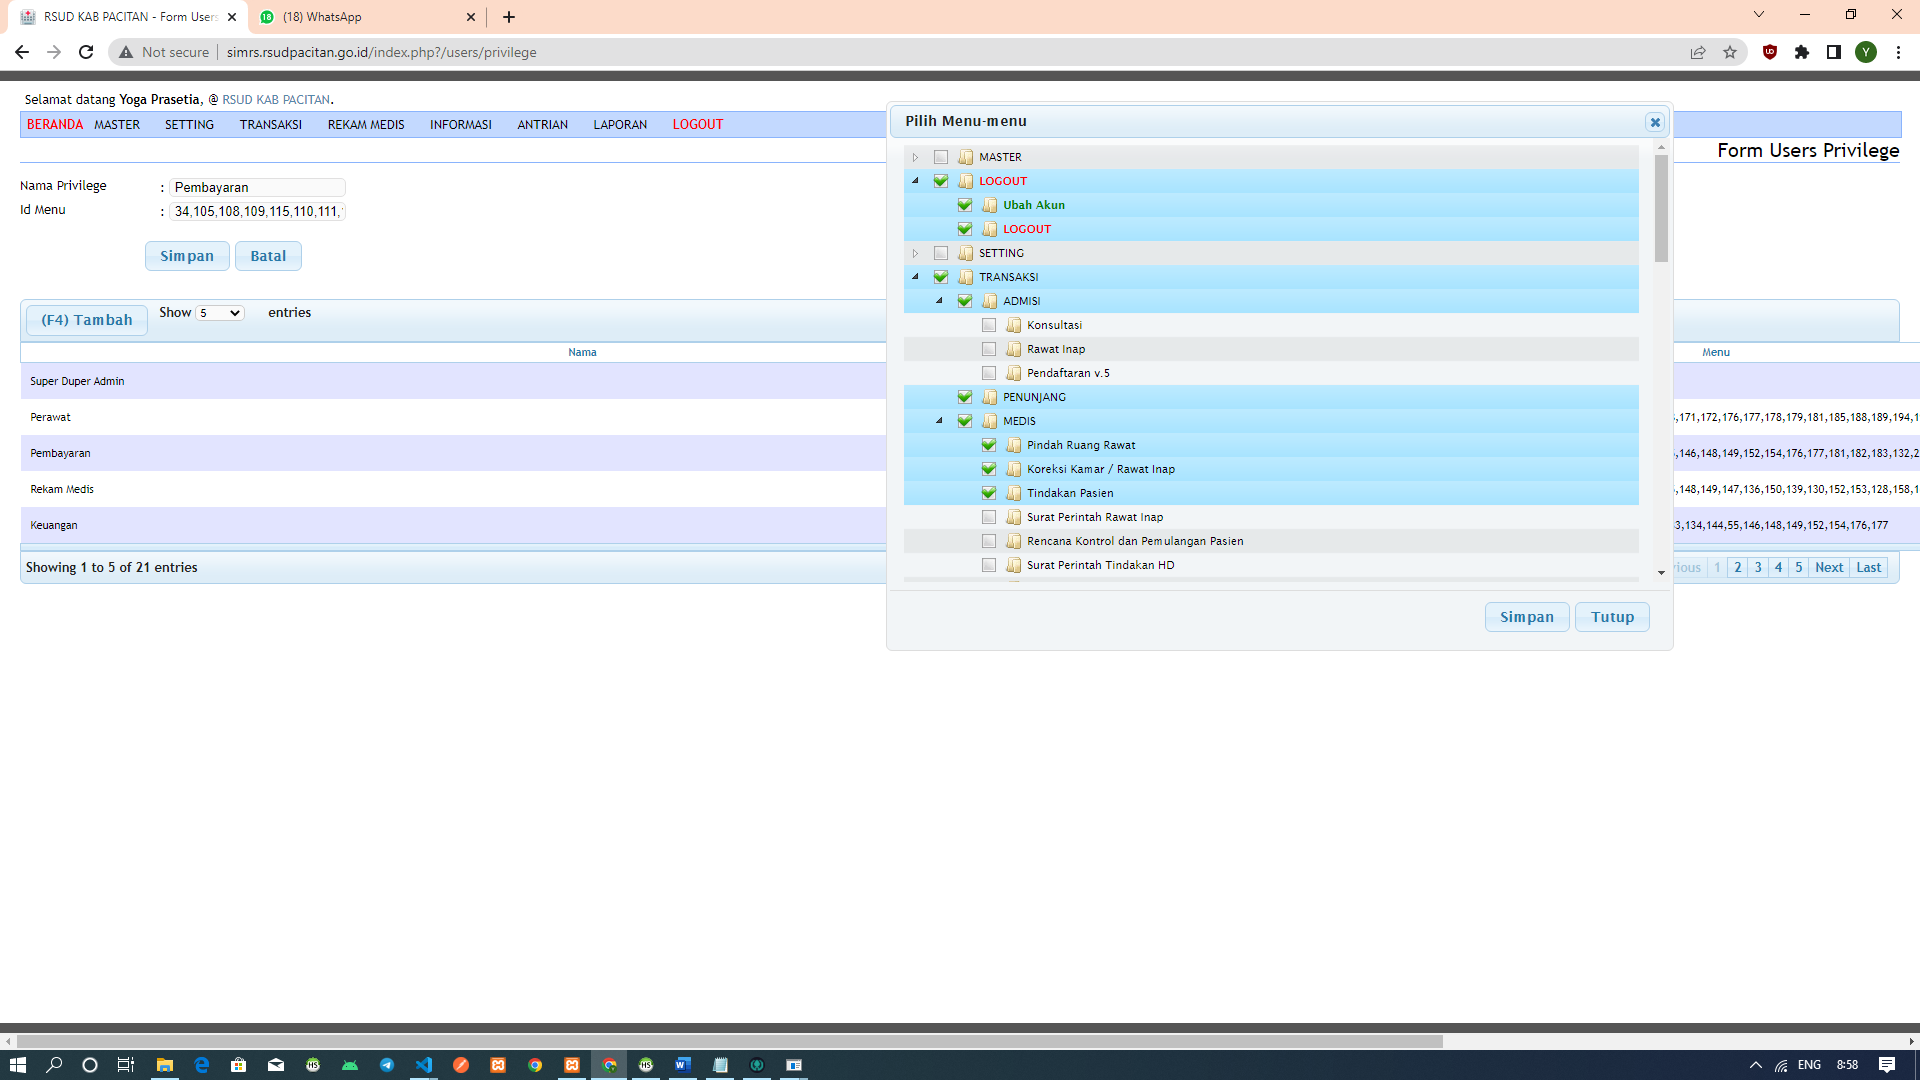 RSUD KAB PACITAN - Form Users
(18) WhatsApp
Not secure
simrs.rsudpacitan.go.id/index.php?/users/privilege
Y
Selamat datang Yoga Prasetia, @ RSUD KAB PACITAN.
BERANDA MASTER SETTING TRANSAKSI REKAM MEDIS INFORMASI ANTRIAN LAPORAN LOGOUT
Form Users Privilege
Nama Privilege : Pembayaran
Id Menu : 34,105,108,109,115,110,111,
Simpan Batal
(F4) Tambah Show 5 entries
Nama Menu
Super Duper Admin
Perawat ,171,172,176,177,178,179,181,185,188,189,194,1
Pembayaran ,146,148,149,152,154,176,177,181,182,183,132,2
Rekam Medis ,148,149,147,136,150,139,130,152,153,128,158,1
Keuangan 3,134,144,55,146,148,149,152,154,176,177
Showing 1 to 5 of 21 entries
1 2 3 4 5 Next Last
Pilih Menu-menu
MASTER
LOGOUT
Ubah Akun
LOGOUT
SETTING
TRANSAKSI
ADMISI
Konsultasi
Rawat Inap
Pendaftaran v.5
PENUNJANG
MEDIS
Pindah Ruang Rawat
Koreksi Kamar / Rawat Inap
Tindakan Pasien
Surat Perintah Rawat Inap
Rencana Kontrol dan Pemulangan Pasien
Surat Perintah Tindakan HD
Simpan Tutup
ENG 8:58